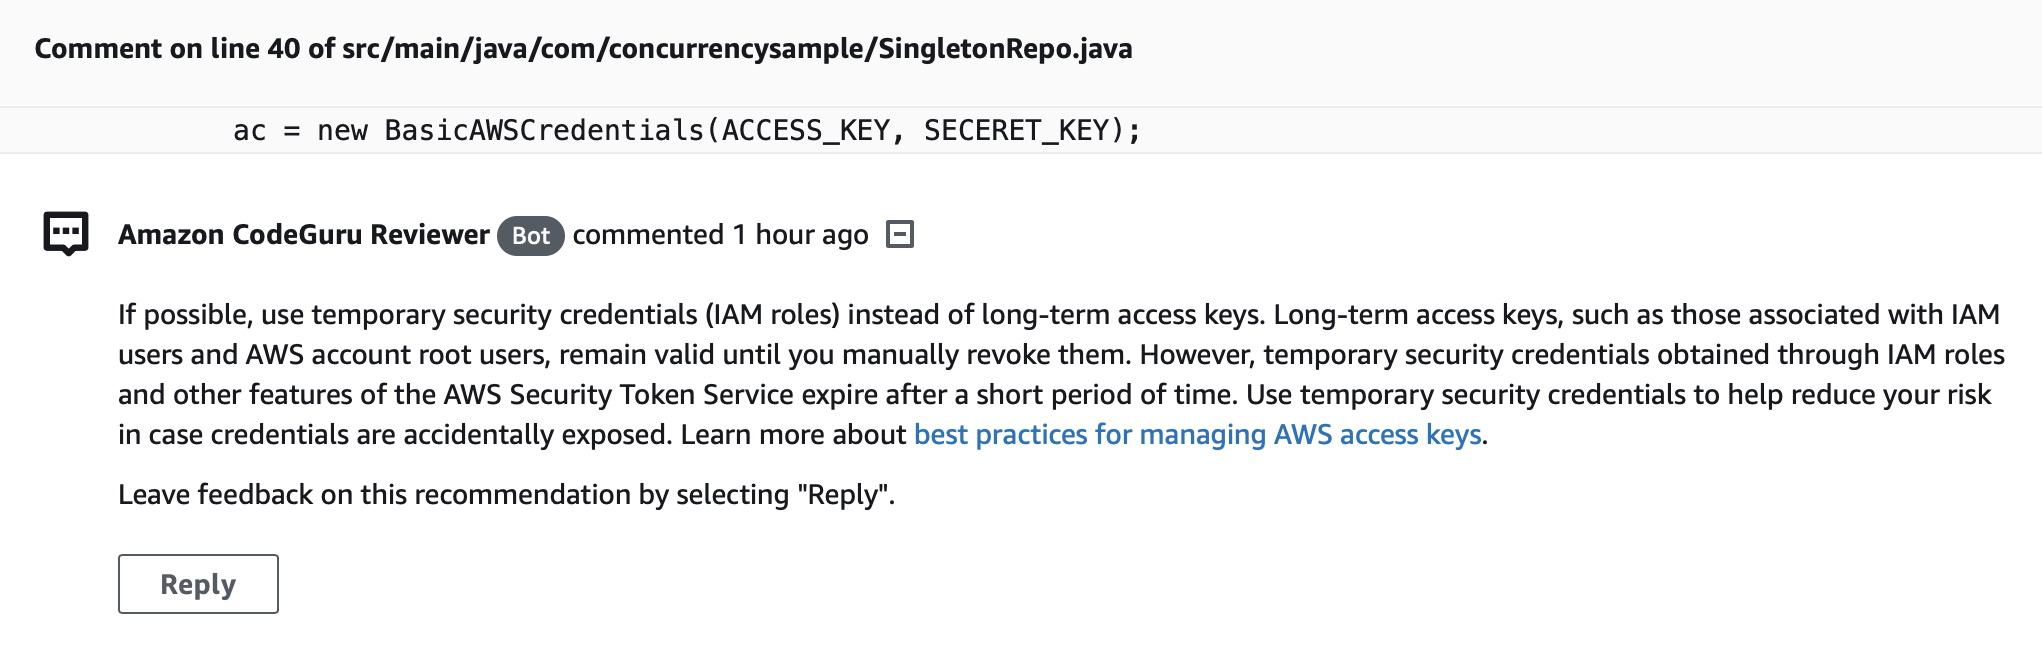 Comment on line 40 of src/main/java/com/concurrencysample/SingletonRepo.java
ac = new BasicAWSCredentials(ACCESS_KEY, SECERET_KEY);
Amazon CodeGuru Reviewer Bot commented 1 hour ago
If possible, use temporary security credentials (IAM roles) instead of long-term access keys. Long-term access keys, such as those associated with IAM
users and AWS account root users, remain valid until you manually revoke them. However, temporary security credentials obtained through IAM roles
and other features of the AWS Security Token Service expire after a short period of time. Use temporary security credentials to help reduce your risk
in case credentials are accidentally exposed. Learn more about best practices for managing AWS access keys.
Leave feedback on this recommendation by selecting "Reply".
Reply